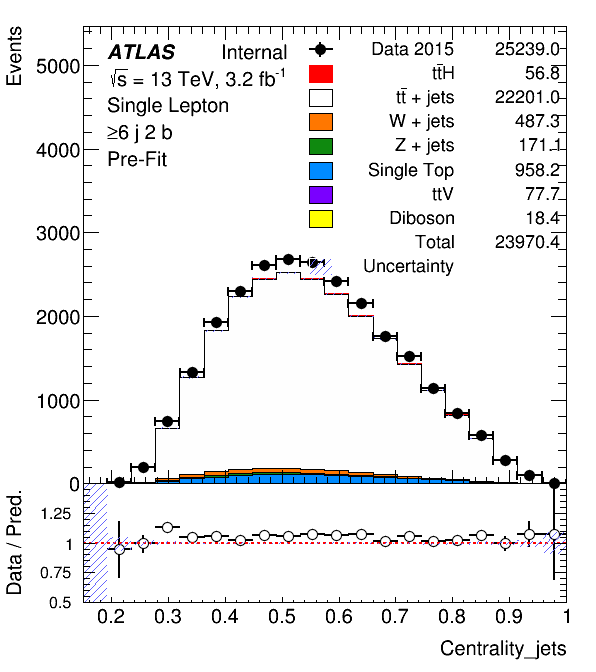 Events
ATLAS Internal
√s = 13 TeV, 3.2 fb⁻¹
Single Lepton
≥6 j 2 b
Pre-Fit
Data 2015 25239.0
tt̄H 56.8
tt̄ + jets 22201.0
W + jets 487.3
Z + jets 171.1
Single Top 958.2
ttV 77.7
Diboson 18.4
Total 23970.4
Uncertainty
5000
4000
3000
2000
1000
0
Data / Pred.
1.25
1
0.75
0.5
0.2 0.3 0.4 0.5 0.6 0.7 0.8 0.9 1
Centrality_jets